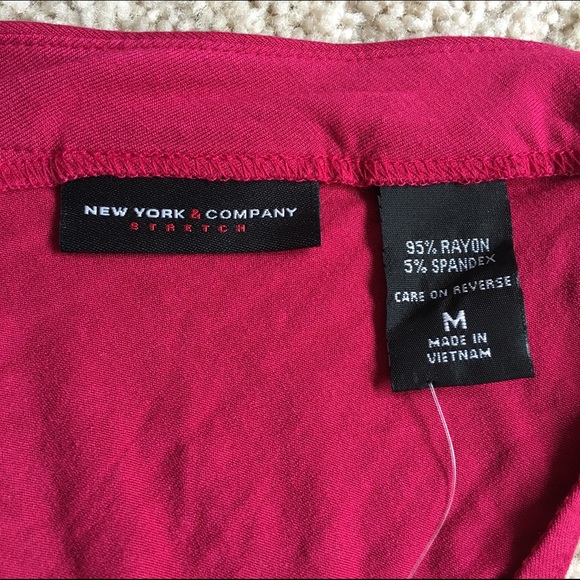 NEW YORK & COMPANY
STRETCH
95% RAYON
5% SPANDEX
CARE ON REVERSE
M
MADE IN
VIETNAM